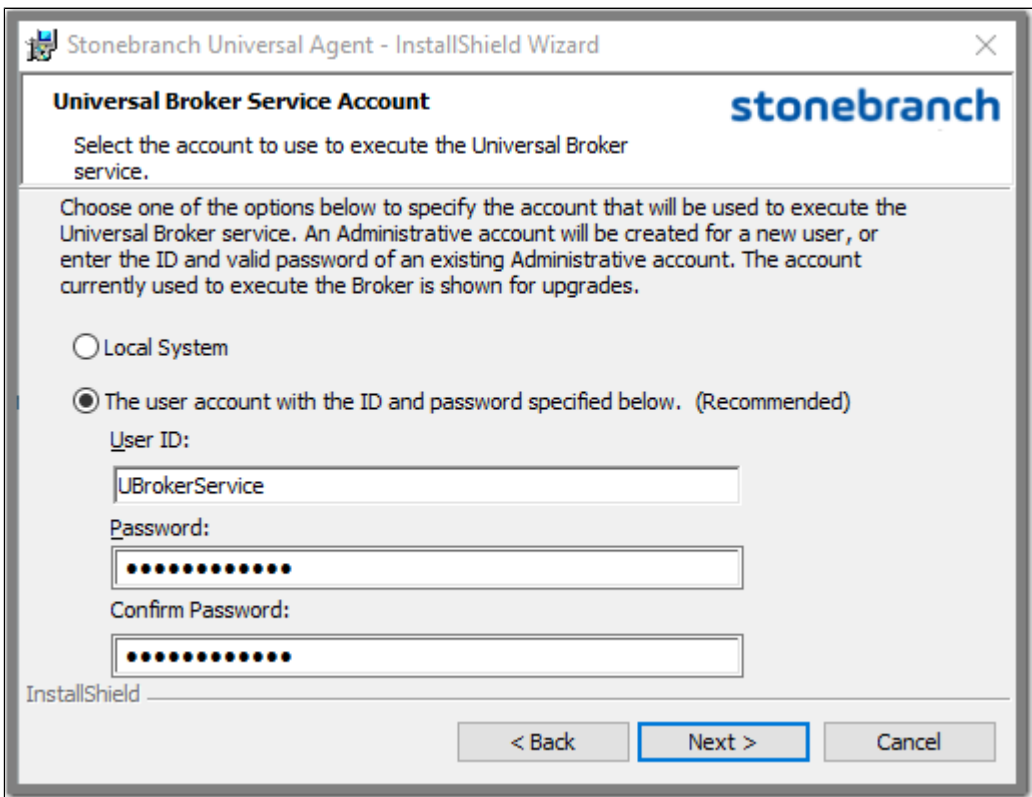 Stonebranch Universal Agent - InstallShield Wizard
Universal Broker Service Account
stonebranch
Select the account to use to execute the Universal Broker
service.
Choose one of the options below to specify the account that will be used to execute the
Universal Broker service. An Administrative account will be created for a new user, or
enter the ID and valid password of an existing Administrative account. The account
currently used to execute the Broker is shown for upgrades.
Local System
The user account with the ID and password specified below. (Recommended)
User ID:
UBrokerService
Password:
●●●●●●●●●●●●
Confirm Password:
●●●●●●●●●●●●
InstallShield
< Back
Next >
Cancel